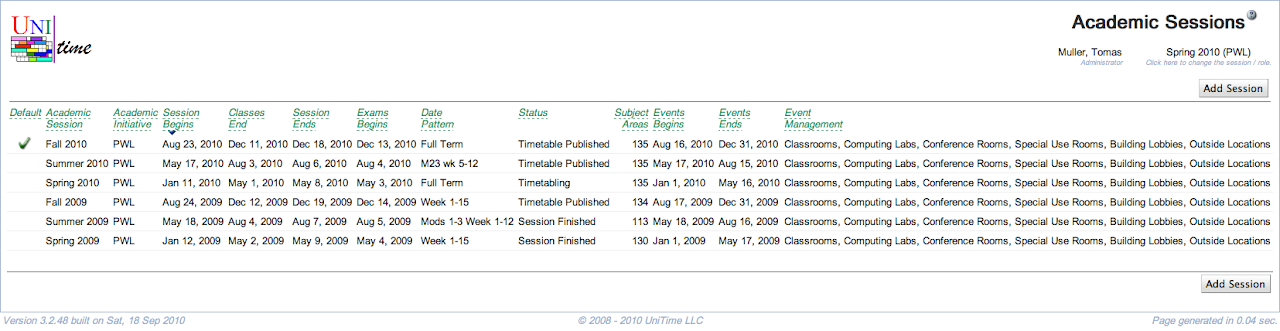 UNI time
Academic Sessions
Muller, Tomas Spring 2010 (PWL)
Administrator Click here to change the session / role.
Add Session
Default Academic Session Academic Initiative Session Begins Classes End Session Ends Exams Begins Date Pattern Status Subject Areas Events Begins Events Ends Event Management
Fall 2010 PWL Aug 23, 2010 Dec 11, 2010 Dec 18, 2010 Dec 13, 2010 Full Term Timetable Published 135 Aug 16, 2010 Dec 31, 2010 Classrooms, Computing Labs, Conference Rooms, Special Use Rooms, Building Lobbies, Outside Locations
Summer 2010 PWL May 17, 2010 Aug 3, 2010 Aug 6, 2010 Aug 4, 2010 M23 wk 5-12 Timetable Published 135 May 17, 2010 Aug 15, 2010 Classrooms, Computing Labs, Conference Rooms, Special Use Rooms, Building Lobbies, Outside Locations
Spring 2010 PWL Jan 11, 2010 May 1, 2010 May 8, 2010 May 3, 2010 Full Term Timetabling 135 Jan 1, 2010 May 16, 2010 Classrooms, Computing Labs, Conference Rooms, Special Use Rooms, Building Lobbies, Outside Locations
Fall 2009 PWL Aug 24, 2009 Dec 12, 2009 Dec 19, 2009 Dec 14, 2009 Week 1-15 Timetable Published 134 Aug 17, 2009 Dec 31, 2009 Classrooms, Computing Labs, Conference Rooms, Special Use Rooms, Building Lobbies, Outside Locations
Summer 2009 PWL May 18, 2009 Aug 4, 2009 Aug 7, 2009 Aug 5, 2009 Mods 1-3 Week 1-12 Session Finished 113 May 18, 2009 Aug 16, 2009 Classrooms, Computing Labs, Conference Rooms, Special Use Rooms, Building Lobbies, Outside Locations
Spring 2009 PWL Jan 12, 2009 May 2, 2009 May 9, 2009 May 4, 2009 Week 1-15 Session Finished 130 Jan 1, 2009 May 17, 2009 Classrooms, Computing Labs, Conference Rooms, Special Use Rooms, Building Lobbies, Outside Locations
Add Session
Version 3.2.48 built on Sat, 18 Sep 2010 © 2008 - 2010 UniTime LLC Page generated in 0.04 sec.